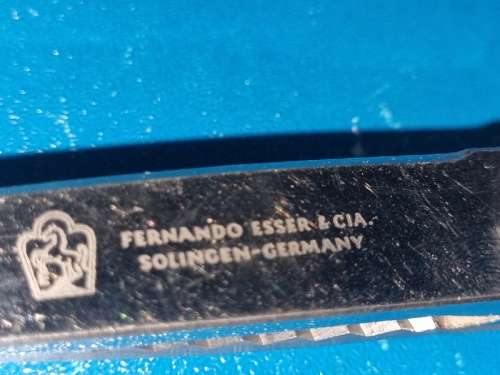 FERNANDO ESSER & CIA.
SOLINGEN-GERMANY